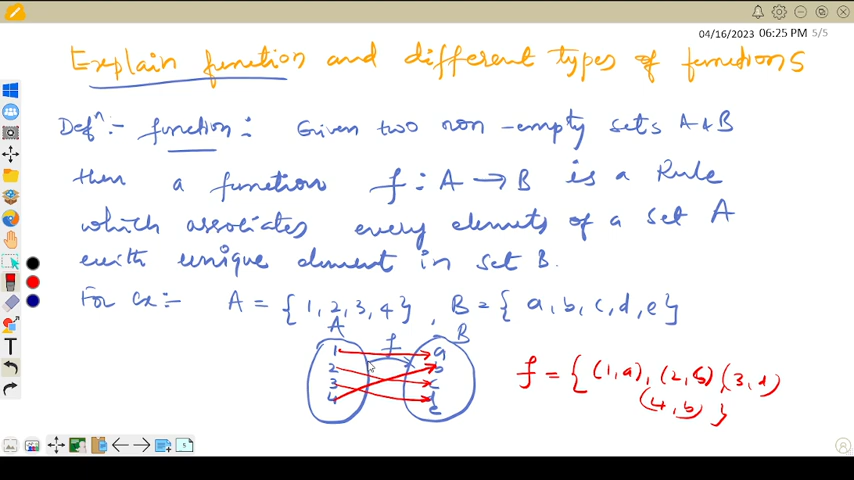 04/16/2023 06:25 PM 5/5
Explain function and different types of functions
Defⁿ :- function : Given two non-empty sets A & B
then a function f : A → B is a Rule
which associates every elements of a set A
with unique element in set B.
For ex :- A = { 1, 2, 3, 4 } , B = { a, b, c, d, e }
A f B
1 a
2 b
3 c
4 d
e
f = { (1, a), (2, c) (3, d)
(4, b) }
T
5